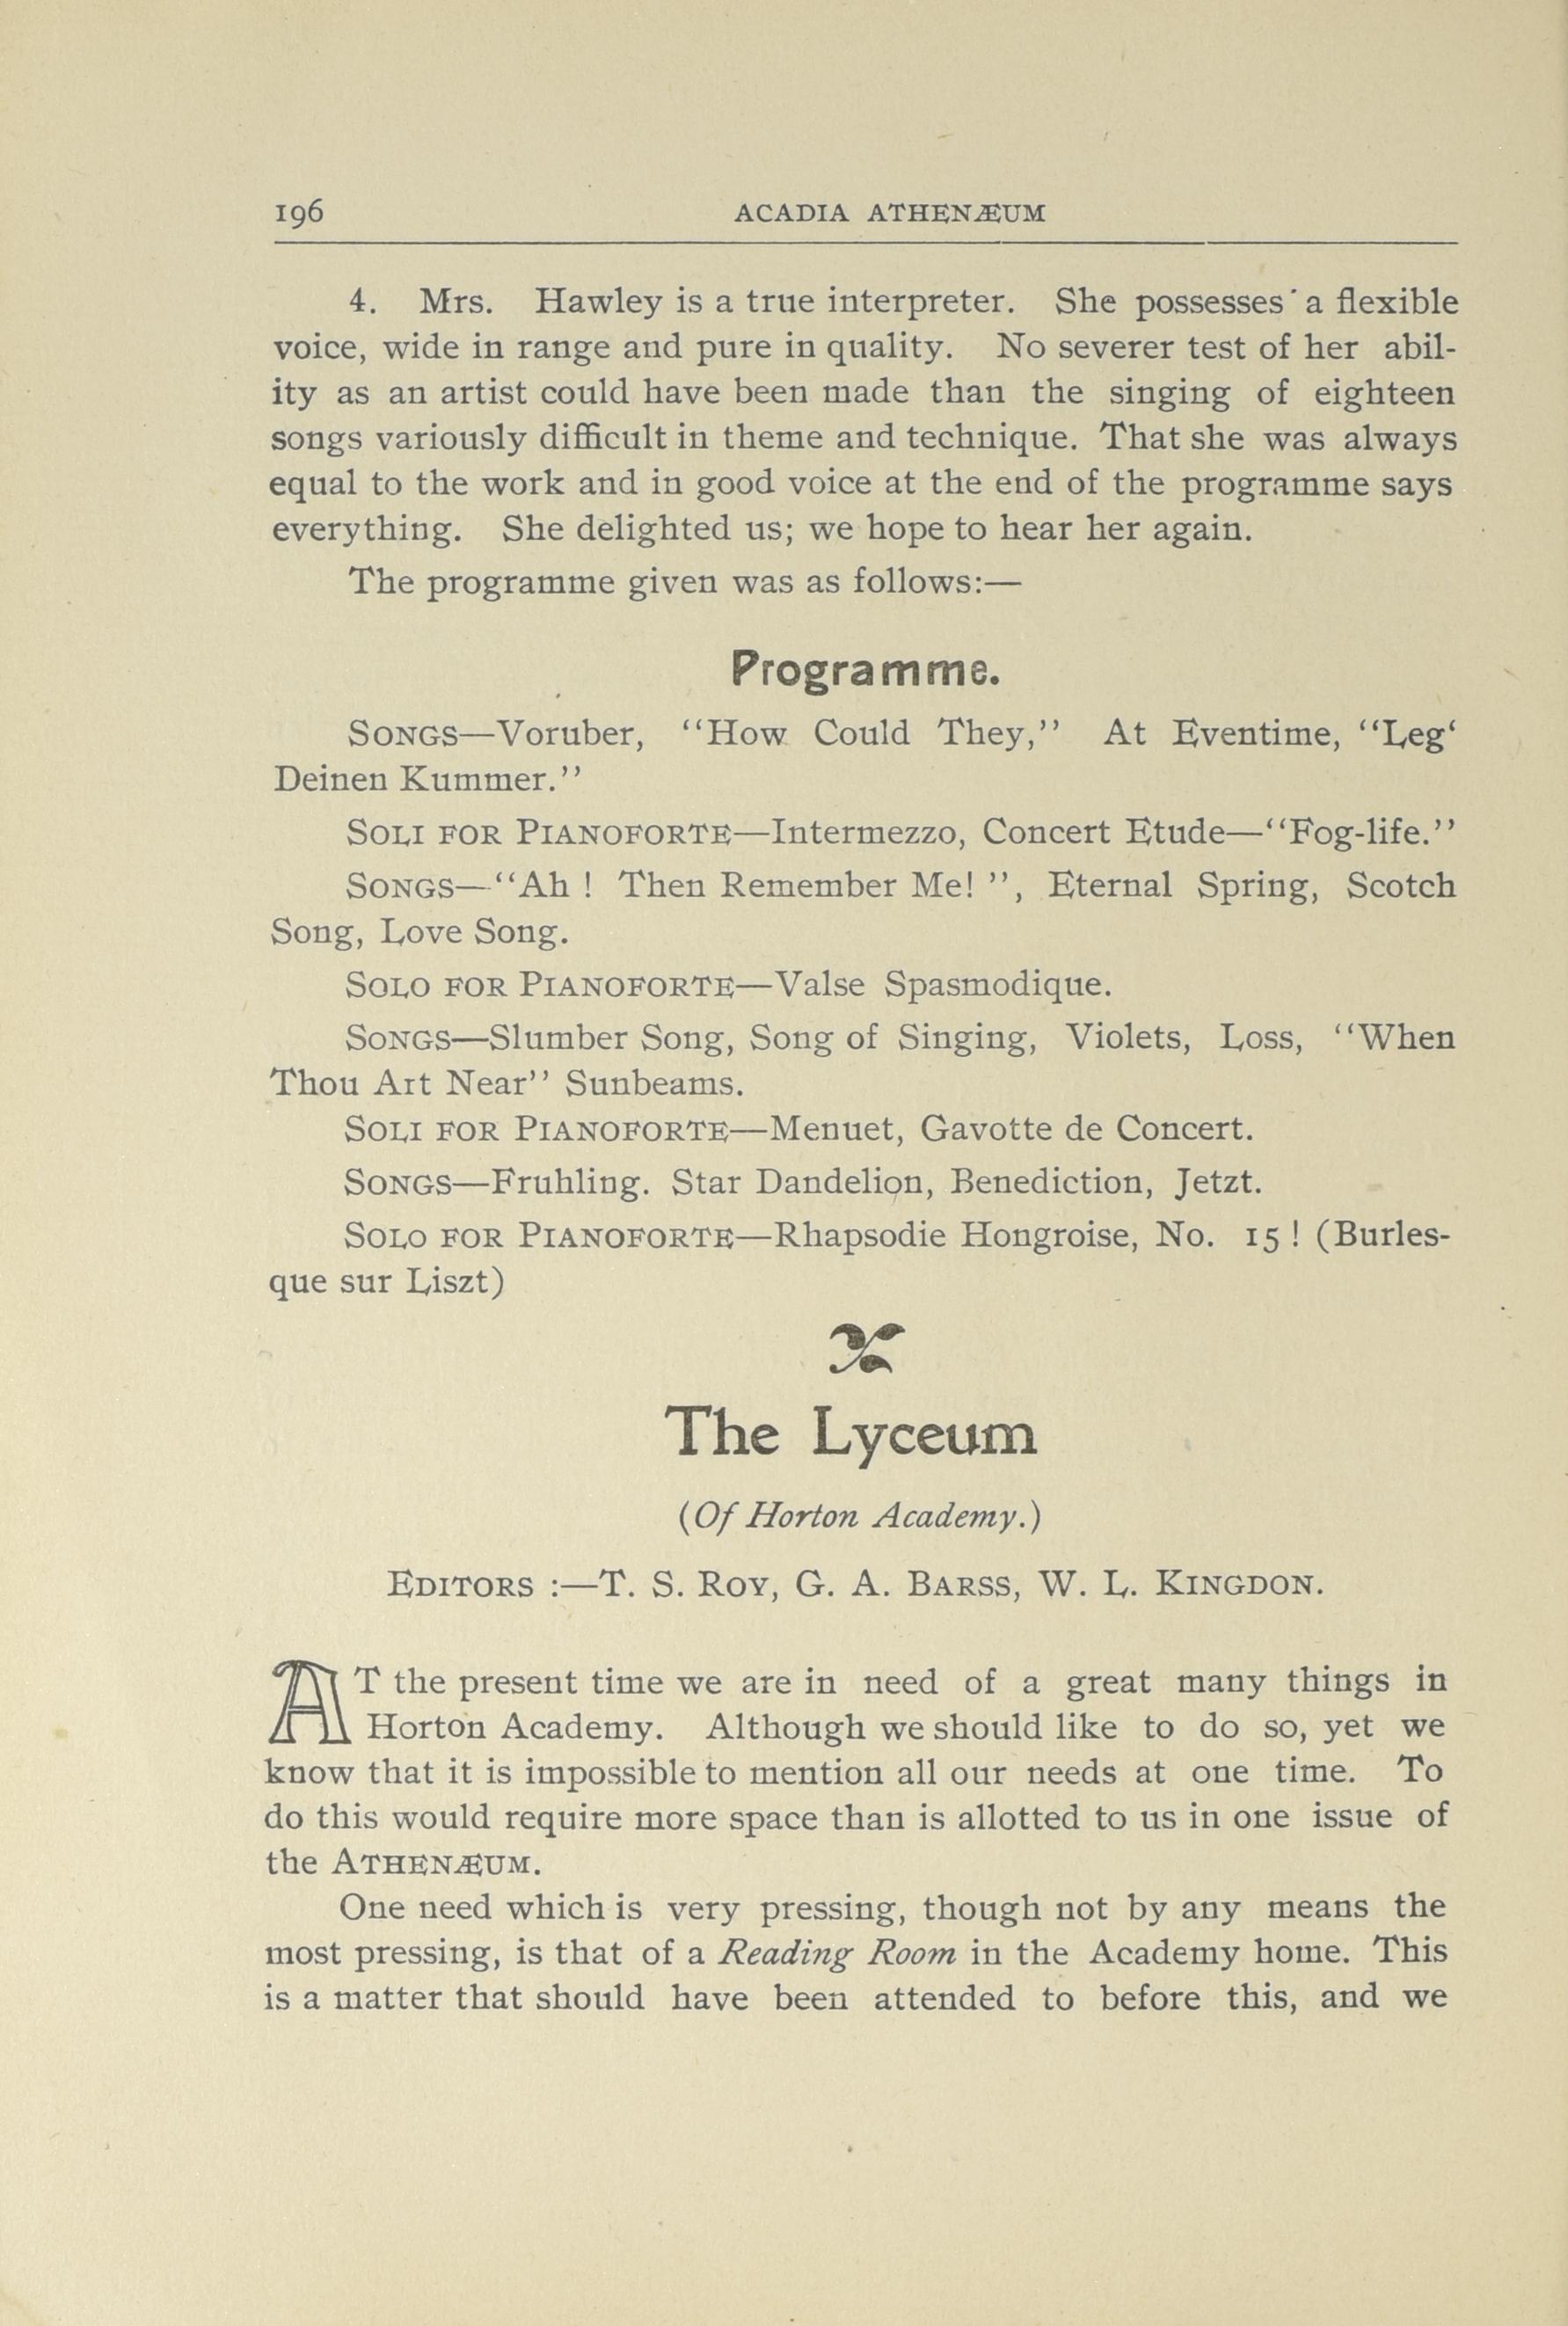 196 ACADIA ATHENÆUM
4. Mrs. Hawley is a true interpreter. She possesses a flexible
voice, wide in range and pure in quality. No severer test of her abil-
ity as an artist could have been made than the singing of eighteen
songs variously difficult in theme and technique. That she was always
equal to the work and in good voice at the end of the programme says
everything. She delighted us; we hope to hear her again.
The programme given was as follows:—
Programme.
SONGS—Voruber, "How Could They," At Eventime, "Leg‘
Deinen Kummer."
SOLI FOR PIANOFORTE—Intermezzo, Concert Etude—"Fog-life."
SONGS—"Ah ! Then Remember Me! ", Eternal Spring, Scotch
Song, Love Song.
SOLO FOR PIANOFORTE—Valse Spasmodique.
SONGS—Slumber Song, Song of Singing, Violets, Loss, "When
Thou Art Near" Sunbeams.
SOLI FOR PIANOFORTE—Menuet, Gavotte de Concert.
SONGS—Fruhling. Star Dandelion, Benediction, Jetzt.
SOLO FOR PIANOFORTE—Rhapsodie Hongroise, No. 15 ! (Burles-
que sur Liszt)
The Lyceum
(Of Horton Academy.)
EDITORS :—T. S. ROY, G. A. BARSS, W. L. KINGDON.
AT the present time we are in need of a great many things in
Horton Academy. Although we should like to do so, yet we
know that it is impossible to mention all our needs at one time. To
do this would require more space than is allotted to us in one issue of
the ATHENÆUM.
One need which is very pressing, though not by any means the
most pressing, is that of a Reading Room in the Academy home. This
is a matter that should have been attended to before this, and we